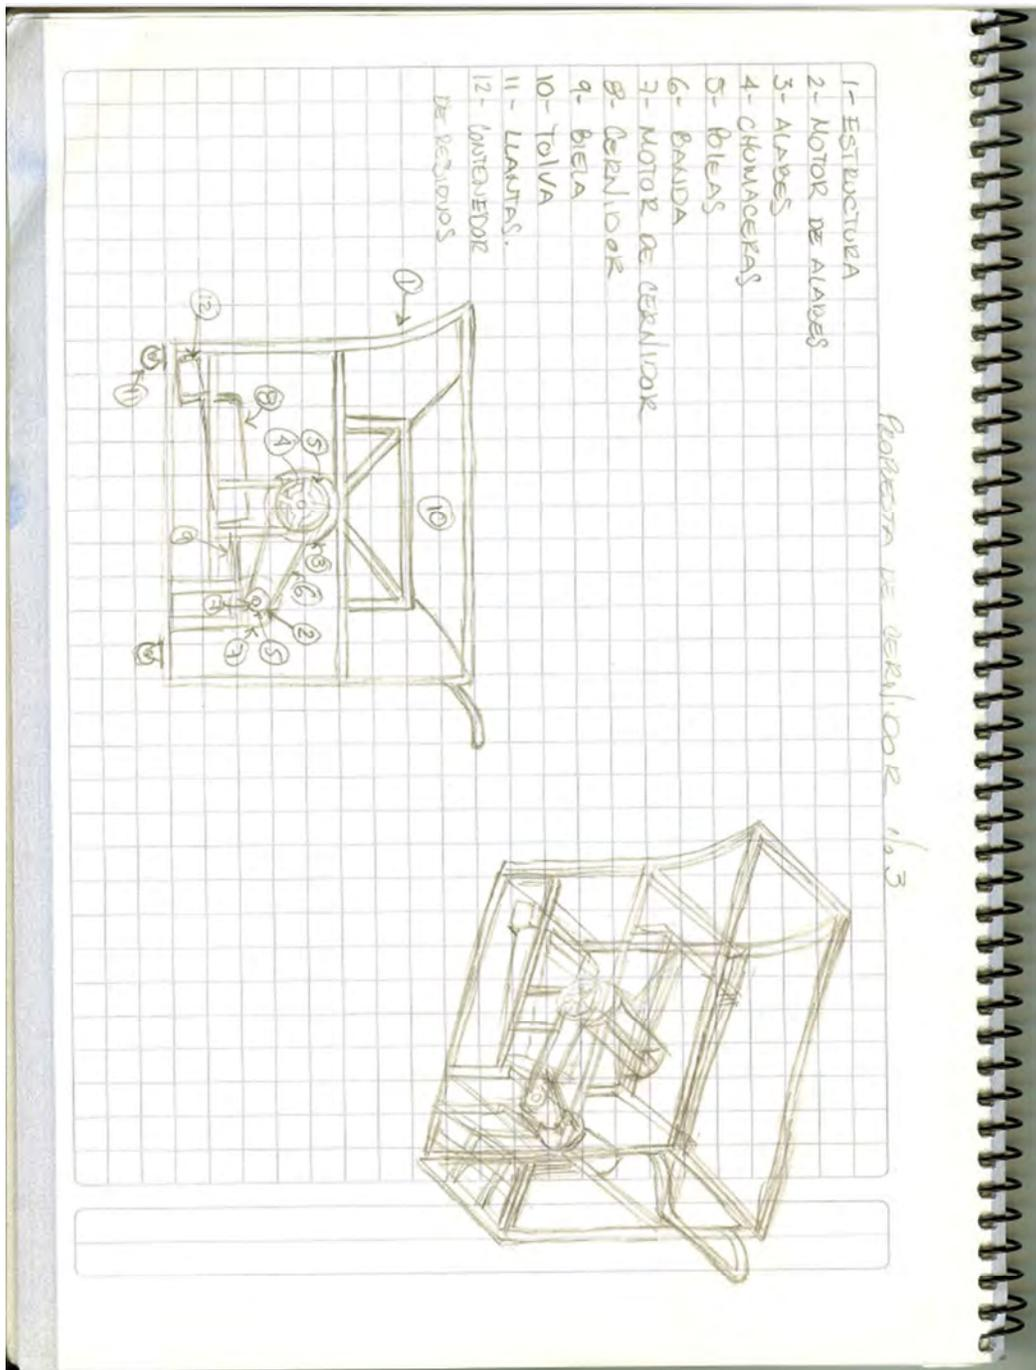 PROPUESTA DE CERNIDOR 1/3
1- ESTRUCTURA
2- MOTOR DE ALABES
3- ALABES
4- CHUMACERAS
5- POLEAS
6- BANDA
7- MOTOR DE CERNIDOR
8- CERNIDOR
9- BIELA
10- TOLVA
11- LLANTAS.
12- CONTENEDOR
DE RESIDUOS
1
10
12
8
4
5
11
9
3
6
2
5
7